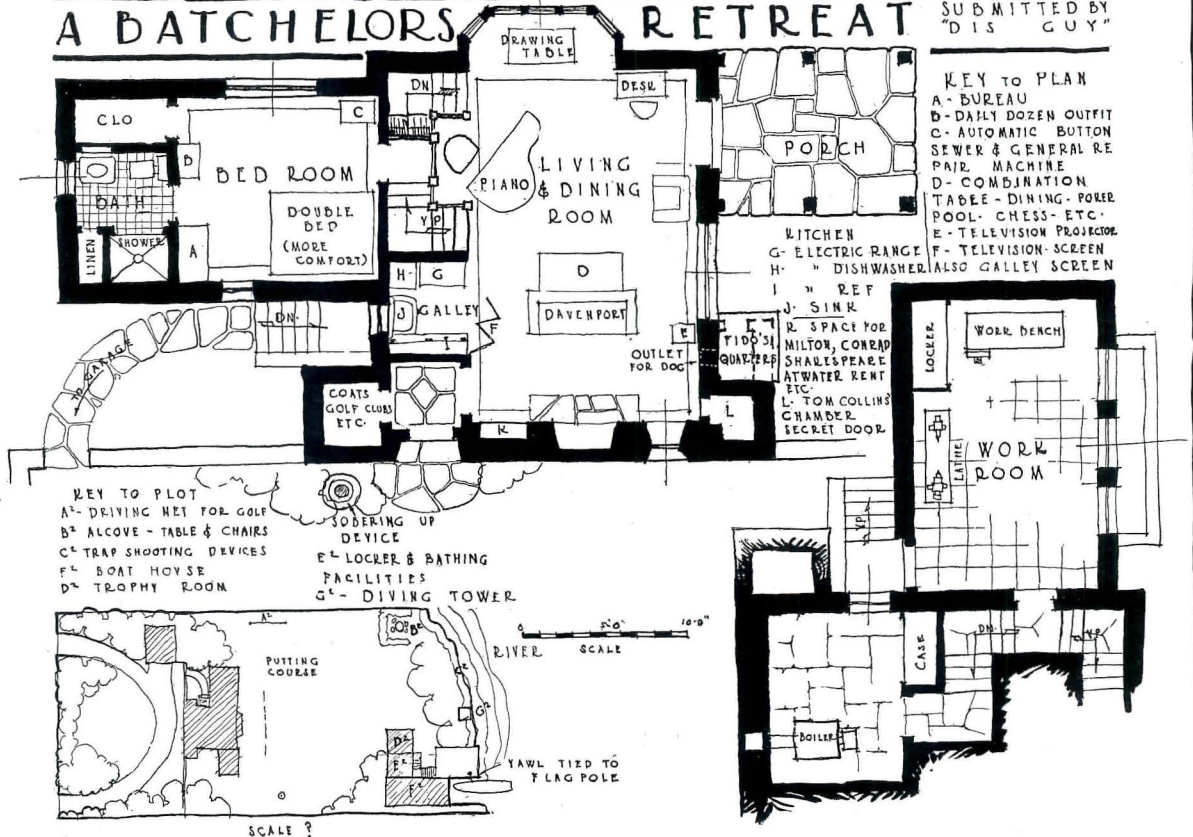 A BATCHELORS RETREAT
SUBMITTED BY
"DIS GUY"
DRAWING
TABLE
DESK
DN
CLO
C
B
BED ROOM
BATH
LINEN
SHOWER
A
DOUBLE
BED
(MORE
COMFORT)
PIANO
LIVING
& DINING
ROOM
UP
H
G
J
GALLEY
I
F
D
DAVENPORT
E
OUTLET
FOR DOG
FIDO'S
QUARTERS
PORCH
DN.
TO GARAGE
COATS
GOLF CLUBS
ETC.
K
L
KEY TO PLAN
A - BUREAU
B - DAILY DOZEN OUTFIT
C - AUTOMATIC BUTTON
SEWER & GENERAL RE
PAIR MACHINE
D - COMBINATION
TABLE - DINING - POKER
POOL - CHESS - ETC.
E - TELEVISION PROJECTOR
F - TELEVISION - SCREEN
ALSO GALLEY SCREEN
KITCHEN
G - ELECTRIC RANGE
H - " DISHWASHER
I " REF
J - SINK
K SPACE FOR
MILTON, CONRAD
SHAKESPEARE
ATWATER KENT
ETC.
L. TOM COLLINS'
CHAMBER
SECRET DOOR
LOCKER
WORK BENCH
LATHE
WORK
ROOM
UP
CASE
DN.
UP
BOILER
SOBERING UP
DEVICE
KEY TO PLOT
A² - DRIVING NET FOR GOLF
B² ALCOVE - TABLE & CHAIRS
C² TRAP SHOOTING DEVICES
F² BOAT HOUSE
D² TROPHY ROOM
E² LOCKER & BATHING
FACILITIES
G² - DIVING TOWER
A²
B²
PUTTING
COURSE
RIVER
0 5'0" 10'0"
SCALE
C²
G²
D²
E²
F²
YAWL TIED TO
FLAG POLE
SCALE ?